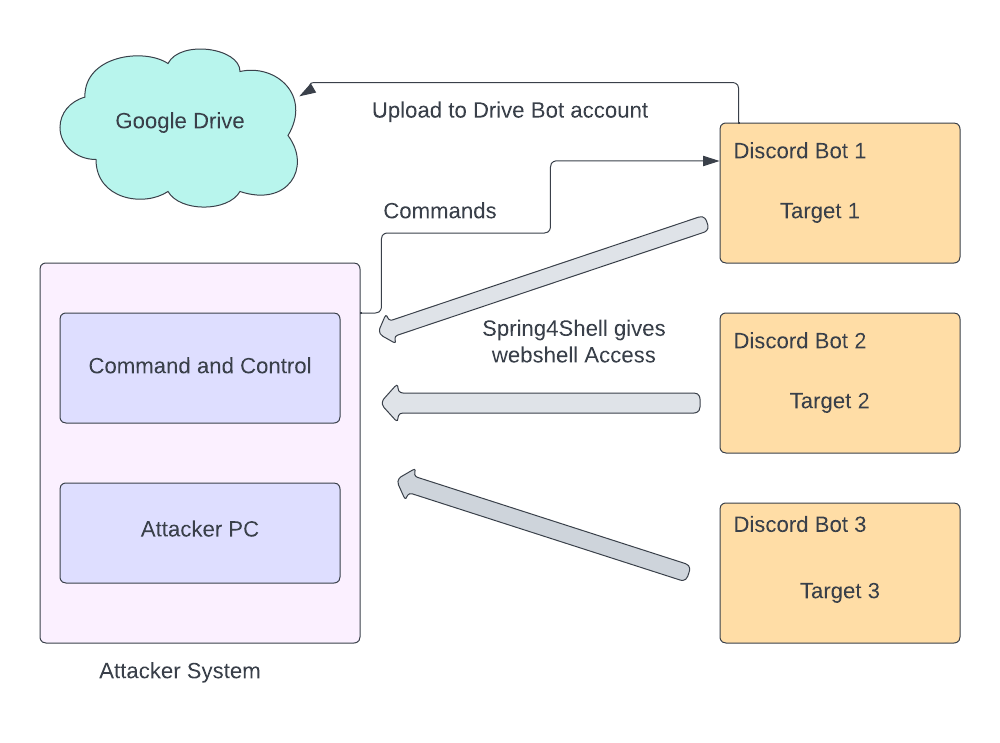 Google Drive
Upload to Drive Bot account
Discord Bot 1
Target 1
Commands
Spring4Shell gives
webshell Access
Discord Bot 2
Target 2
Command and Control
Attacker PC
Discord Bot 3
Target 3
Attacker System